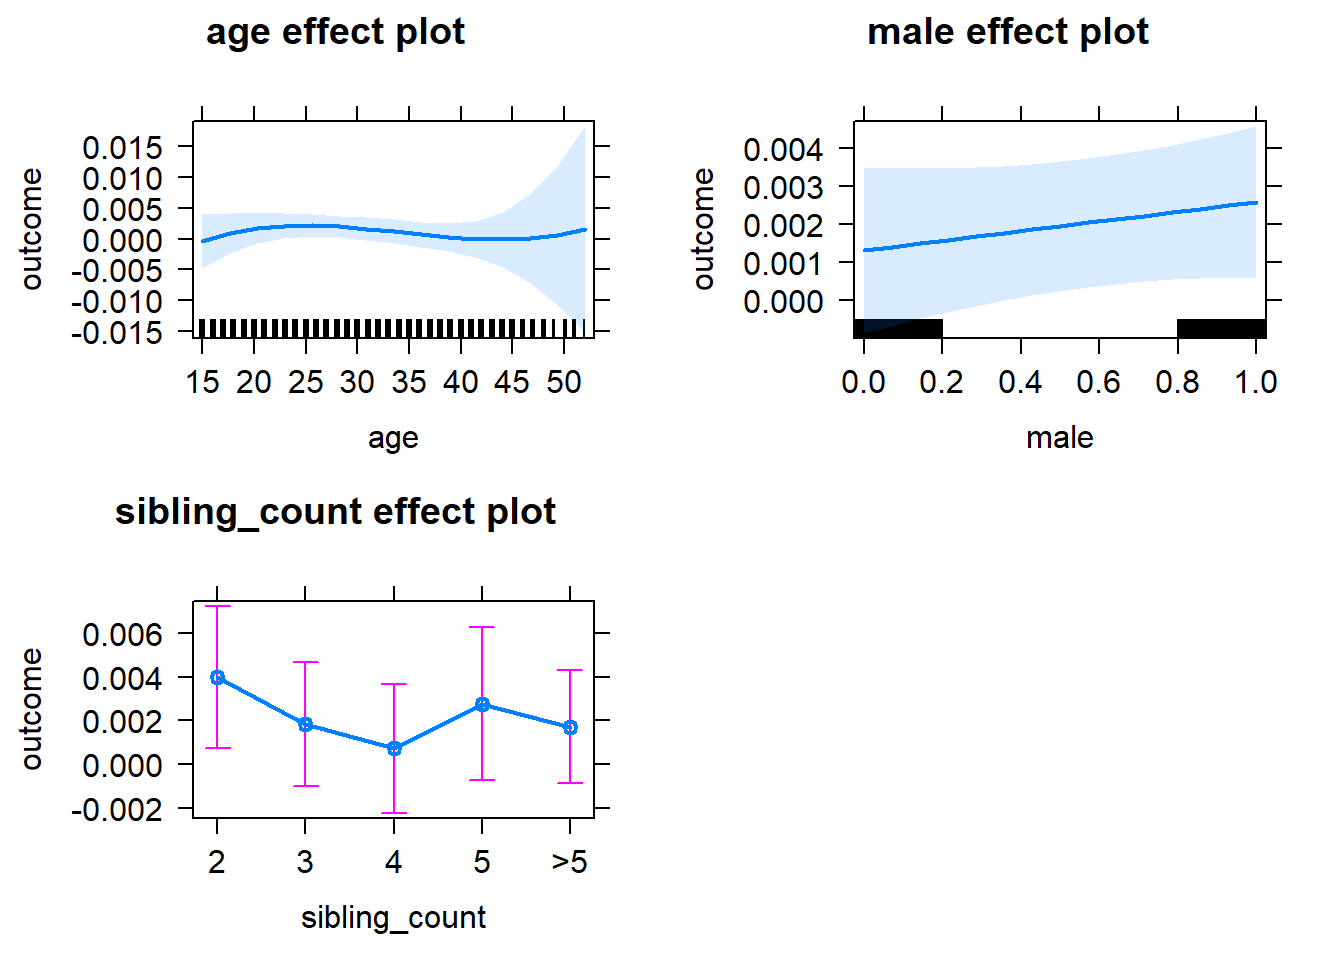 age effect plot
outcome
0.015
0.010
0.005
0.000
-0.005
-0.010
-0.015
15 20 25 30 35 40 45 50
age
male effect plot
outcome
0.004
0.003
0.002
0.001
0.000
0.0 0.2 0.4 0.6 0.8 1.0
male
sibling_count effect plot
outcome
0.006
0.004
0.002
0.000
-0.002
2 3 4 5 >5
sibling_count